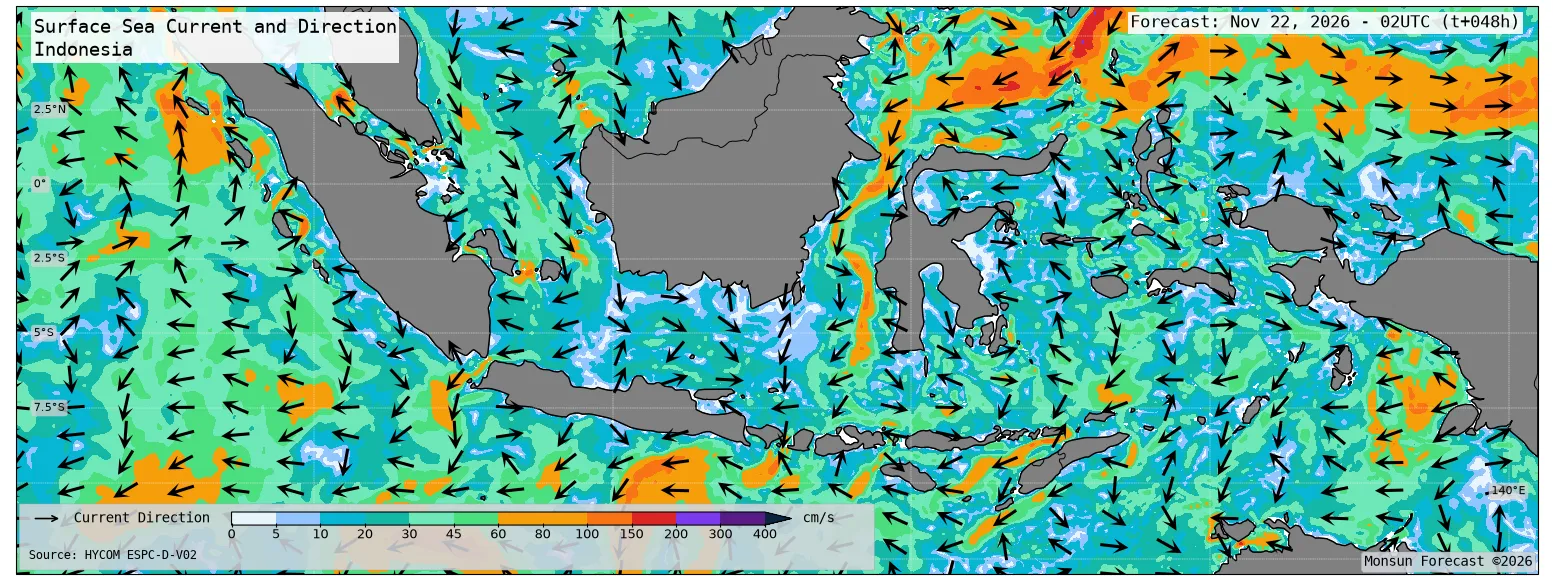 Surface Sea Current and Direction
Indonesia
Forecast: Nov 22, 2026 - 02UTC (t+048h)
2.5°N
0°
2.5°S
5°S
7.5°S
140°E
Current Direction
0 5 10 20 30 45 60 80 100 150 200 300 400 cm/s
Source: HYCOM ESPC-D-V02
Monsun Forecast ©2026